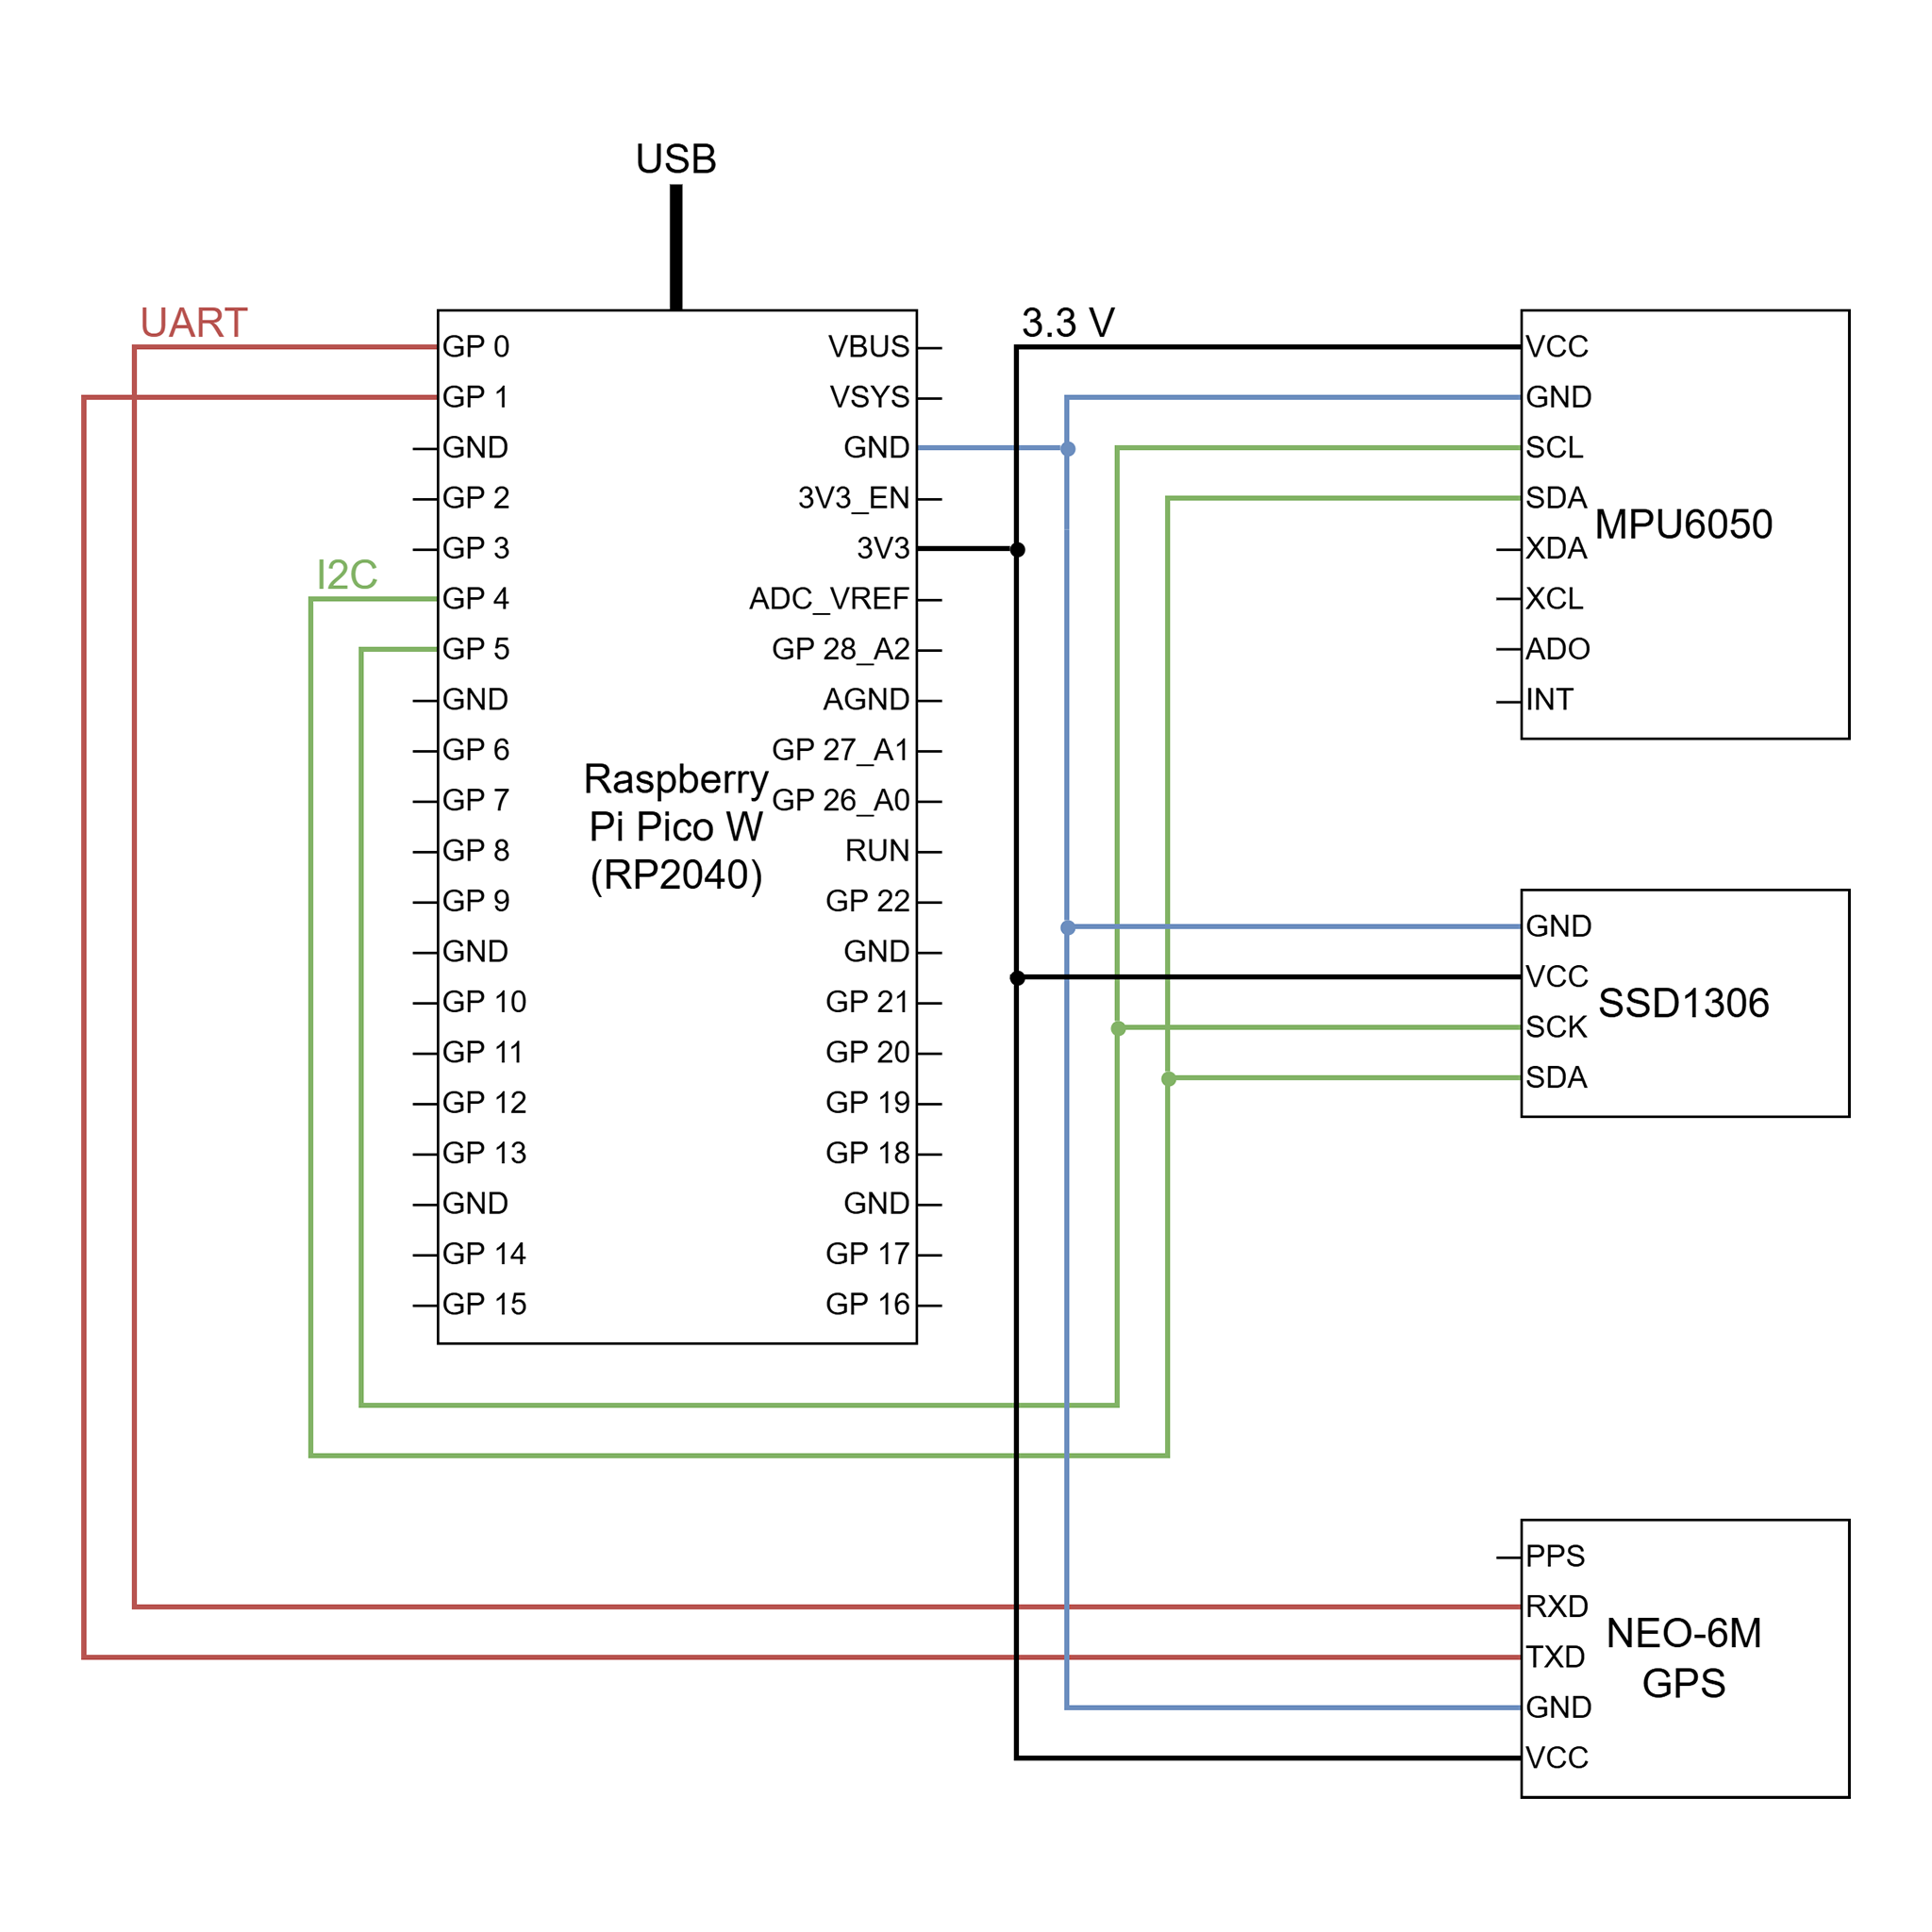 USB
UART
GP 0
GP 1
GND
GP 2
GP 3
I2C
GP 4
GP 5
GND
GP 6
GP 7
GP 8
GP 9
GND
GP 10
GP 11
GP 12
GP 13
GND
GP 14
GP 15
Raspberry
Pi Pico W
(RP2040)
VBUS
VSYS
GND
3V3_EN
3V3
ADC_VREF
GP 28_A2
AGND
GP 27_A1
GP 26_A0
RUN
GP 22
GND
GP 21
GP 20
GP 19
GP 18
GND
GP 17
GP 16
3.3 V
VCC
GND
SCL
SDA
XDA
XCL
ADO
INT
MPU6050
GND
VCC
SCK
SDA
SSD1306
PPS
RXD
TXD
GND
VCC
NEO-6M
GPS